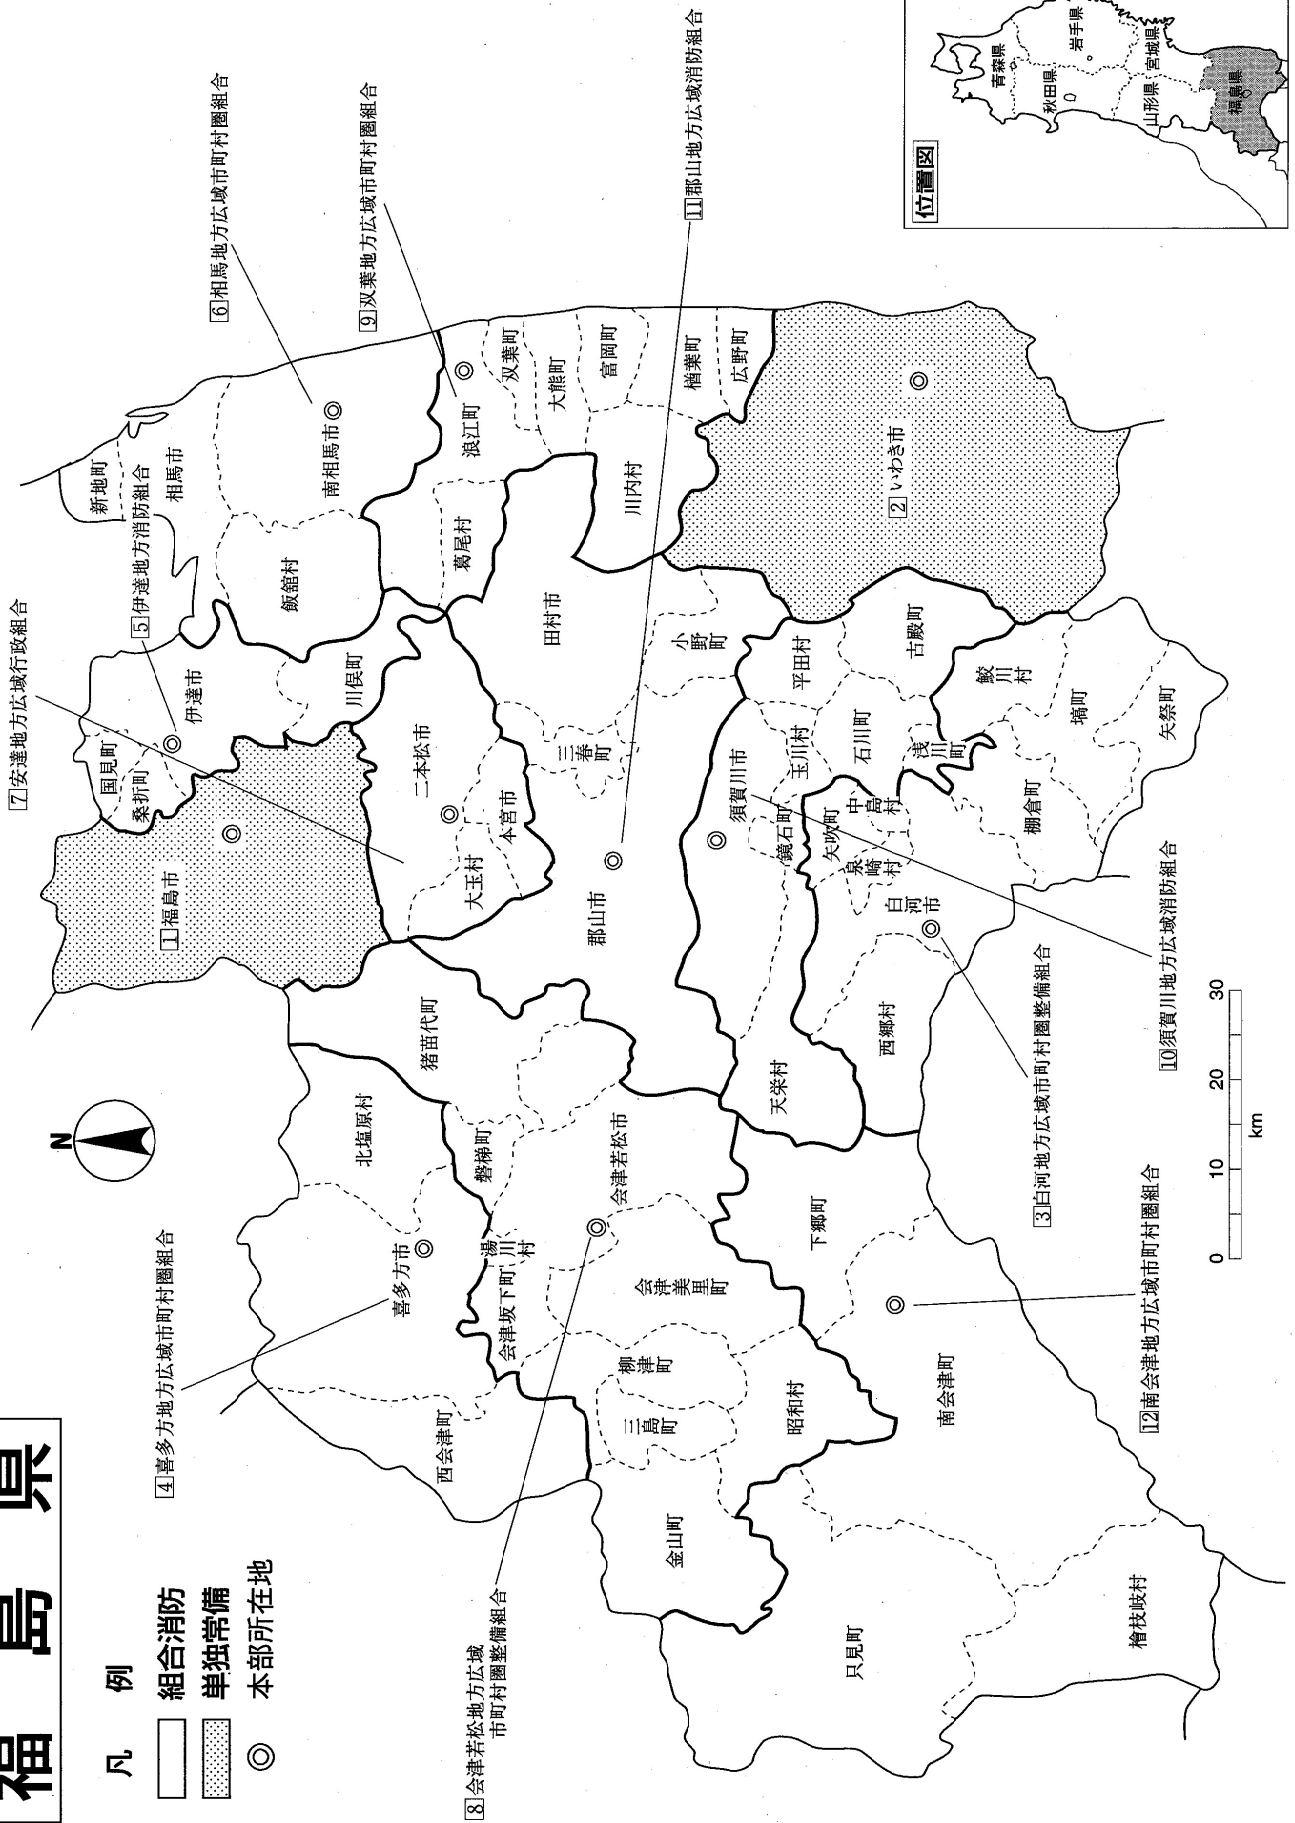 福島県
凡例
組合消防
単独常備
本部所在地
N
1 福島市
2 いわき市
3 白河地方広域市町村圏整備組合
4 喜多方地方広域市町村圏組合
5 伊達地方消防組合
6 相馬地方広域市町村圏組合
7 安達地方広域行政組合
8 会津若松地方広域
市町村圏整備組合
9 双葉地方広域市町村圏組合
10 須賀川地方広域消防組合
11 郡山地方広域消防組合
12 南会津地方広域市町村圏組合
新地町
相馬市
南相馬市
飯舘村
国見町
桑折町
伊達市
川俣町
二本松市
大玉村
本宮市
浪江町
葛尾村
双葉町
大熊町
富岡町
川内村
楢葉町
広野町
田村市
三春町
小野町
郡山市
須賀川市
鏡石町
天栄村
玉川村
平田村
石川町
古殿町
浅川町
矢吹町
中島村
泉崎村
白河市
西郷村
棚倉町
鮫川村
塙町
矢祭町
猪苗代町
北塩原村
喜多方市
西会津町
磐梯町
湯川村
会津坂下町
会津若松市
会津美里町
柳津町
三島町
金山町
昭和村
下郷町
南会津町
只見町
檜枝岐村
0 10 20 30
km
位置図
青森県
秋田県
岩手県
山形県
宮城県
福島県